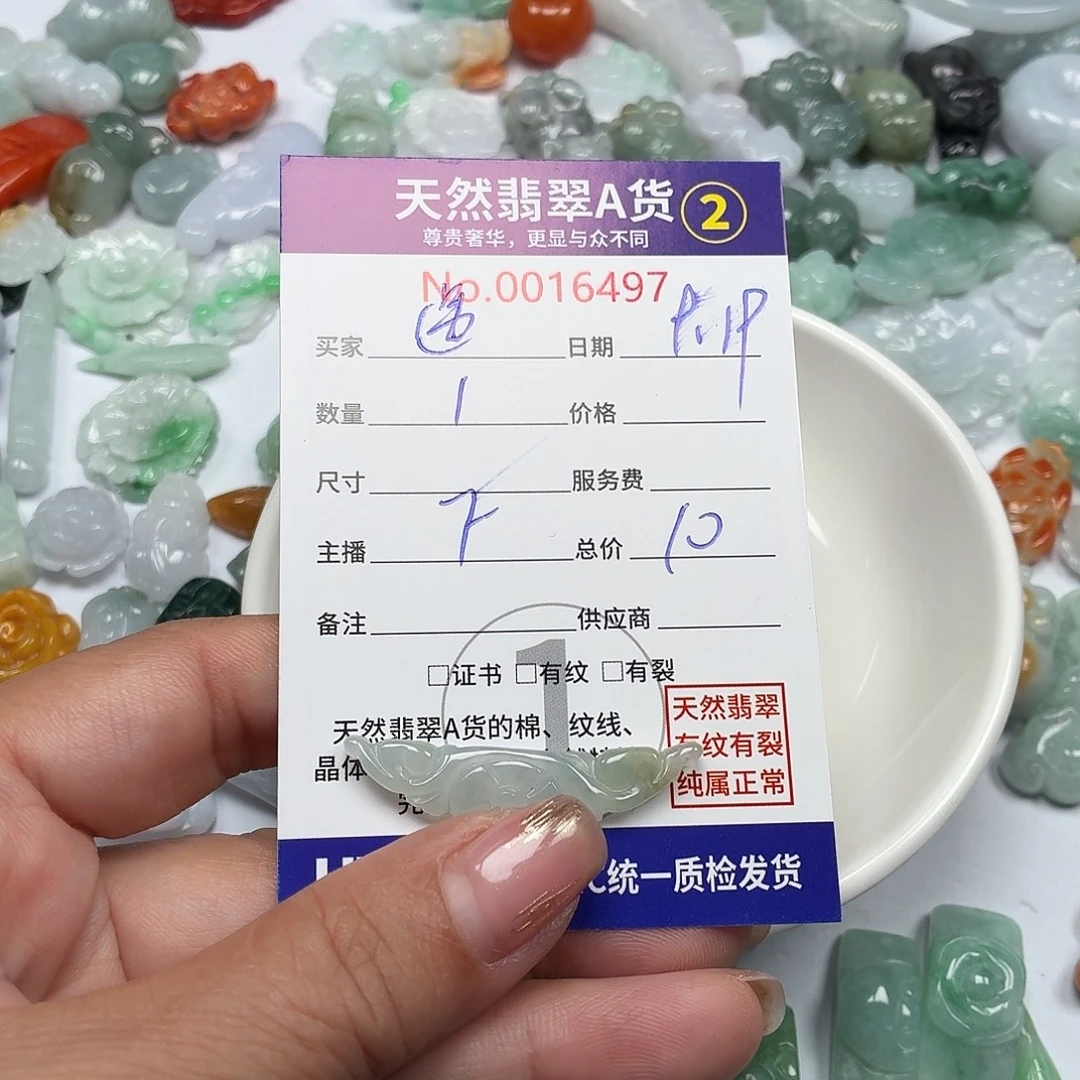 天然翡翠A货②
尊贵奢华，更显与众不同
No.0016497
买家 日期
数量 1 价格
尺寸 服务费
主播 总价 10
备注 供应商
□证书 □有纹 □有裂
1
天然翡翠A货的棉、纹线、
晶体
天然翡翠
有纹有裂
纯属正常
统一质检发货